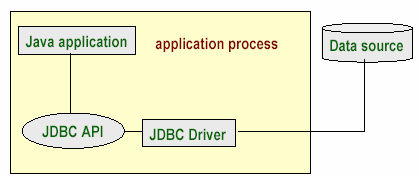 Java application
application process
Data source
JDBC API
JDBC Driver